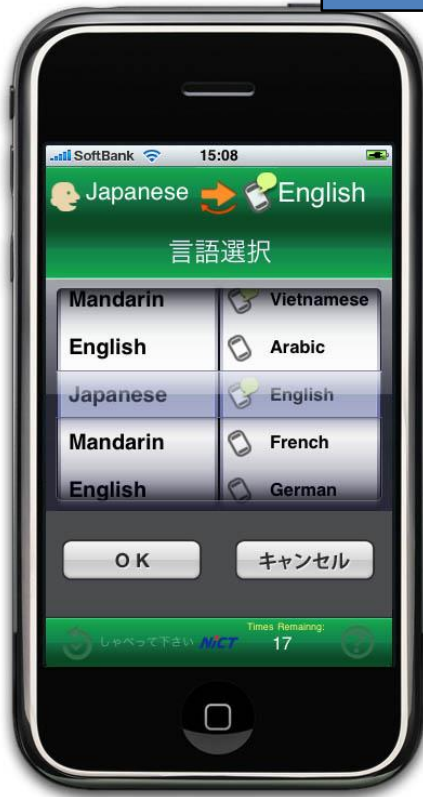 SoftBank 15:08
Japanese English
言語選択
Mandarin Vietnamese
English Arabic
Japanese English
Mandarin French
English German
OK キャンセル
Times Remainng:
しゃべって下さい NiCT 17